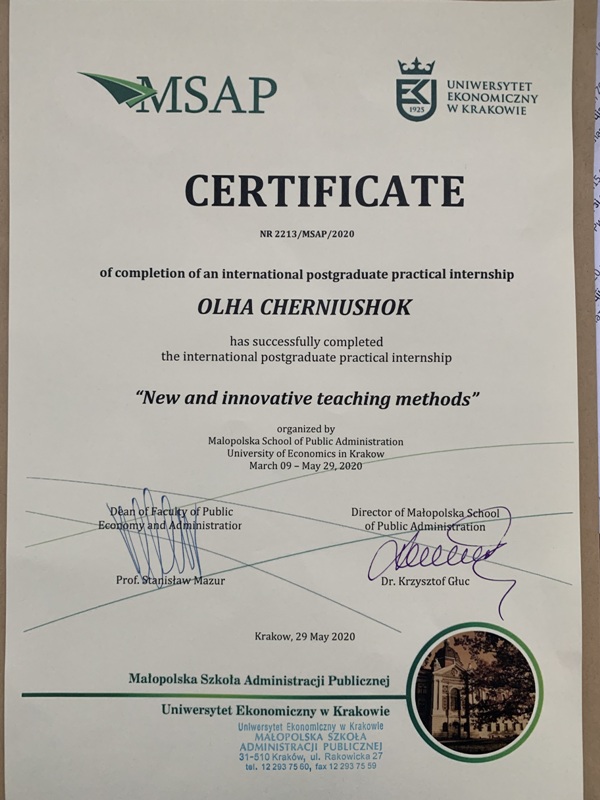 MSAP
EK
1925
UNIWERSYTET
EKONOMICZNY
W KRAKOWIE
CERTIFICATE
NR 2213/MSAP/2020
of completion of an international postgraduate practical internship
OLHA CHERNIUSHOK
has successfully completed
the international postgraduate practical internship
“New and innovative teaching methods”
organized by
Malopolska School of Public Administration
University of Economics in Krakow
March 09 – May 29, 2020
Dean of Faculty of Public
Economy and Administration
Prof. Stanisław Mazur
Director of Małopolska School
of Public Administration
Dr. Krzysztof Głuc
Krakow, 29 May 2020
Małopolska Szkoła Administracji Publicznej
Uniwersytet Ekonomiczny w Krakowie
Uniwersytet Ekonomiczny w Krakowie
MAŁOPOLSKA SZKOŁA
ADMINISTRACJI PUBLICZNEJ
31-510 Kraków, ul. Rakowicka 27
tel. 12 293 75 60, fax 12 293 75 59